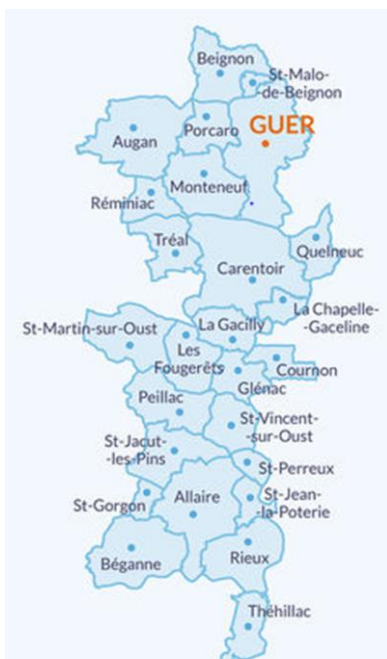 Beignon
St-Malo-
-de-Beignon
GUER
Porcaro
Augan
Monteneuf
Réminiac
Tréal
Quelneuc
Carentoir
La Chapelle-
-Gaceline
La Gacilly
St-Martin-sur-Oust
Les
Fougerêts
Cournon
Glénac
Peillac
St-Vincent-
-sur-Oust
St-Jacut-
-les-Pins
St-Perreux
St-Jean-
-la-Poterie
Allaire
St-Gorgon
Rieux
Béganne
Théhillac